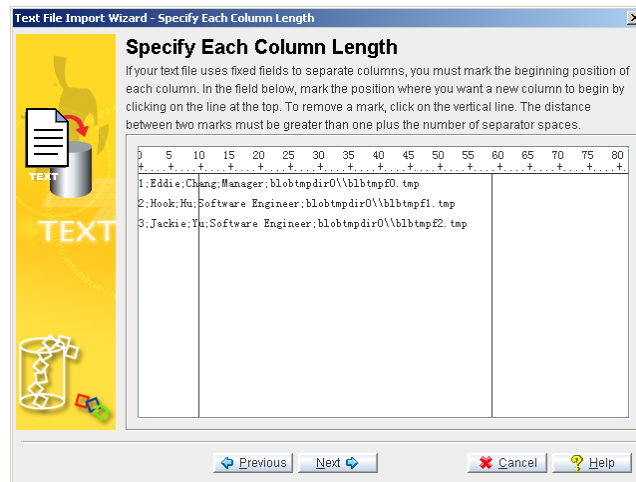 Text File Import Wizard - Specify Each Column Length
Specify Each Column Length
If your text file uses fixed fields to separate columns, you must mark the beginning position of
each column. In the field below, mark the position where you want a new column to begin by
clicking on the line at the top. To remove a mark, click on the vertical line. The distance
between two marks must be greater than one plus the number of separator spaces.
0 5 10 15 20 25 30 35 40 45 50 55 60 65 70 75 80
+....+....+....+....+....+....+....+....+....+....+....+....+....+....+....+....+.
1;Eddie;Chang;Manager;blobtmpdir0\\blbtmpf0.tmp
2;Hook;Hu;Software Engineer;blobtmpdir0\\blbtmpf1.tmp
3;Jackie;Yu;Software Engineer;blobtmpdir0\\blbtmpf2.tmp
TEXT
TEXT
Previous Next Cancel Help